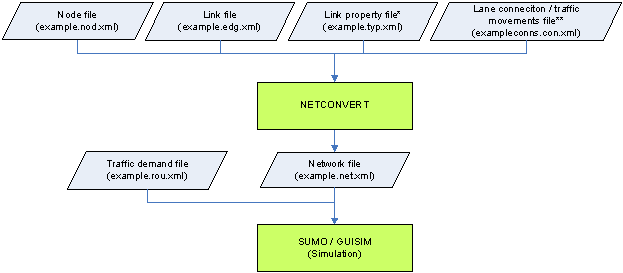 Node file
(example.nod.xml)
Link file
(example.edg.xml)
Link property file*
(example.typ.xml)
Lane conneciton / traffic
movements file**
(exampleconns.con.xml)
NETCONVERT
Traffic demand file
(example.rou.xml)
Network file
(example.net.xml)
SUMO / GUISIM
(Simulation)